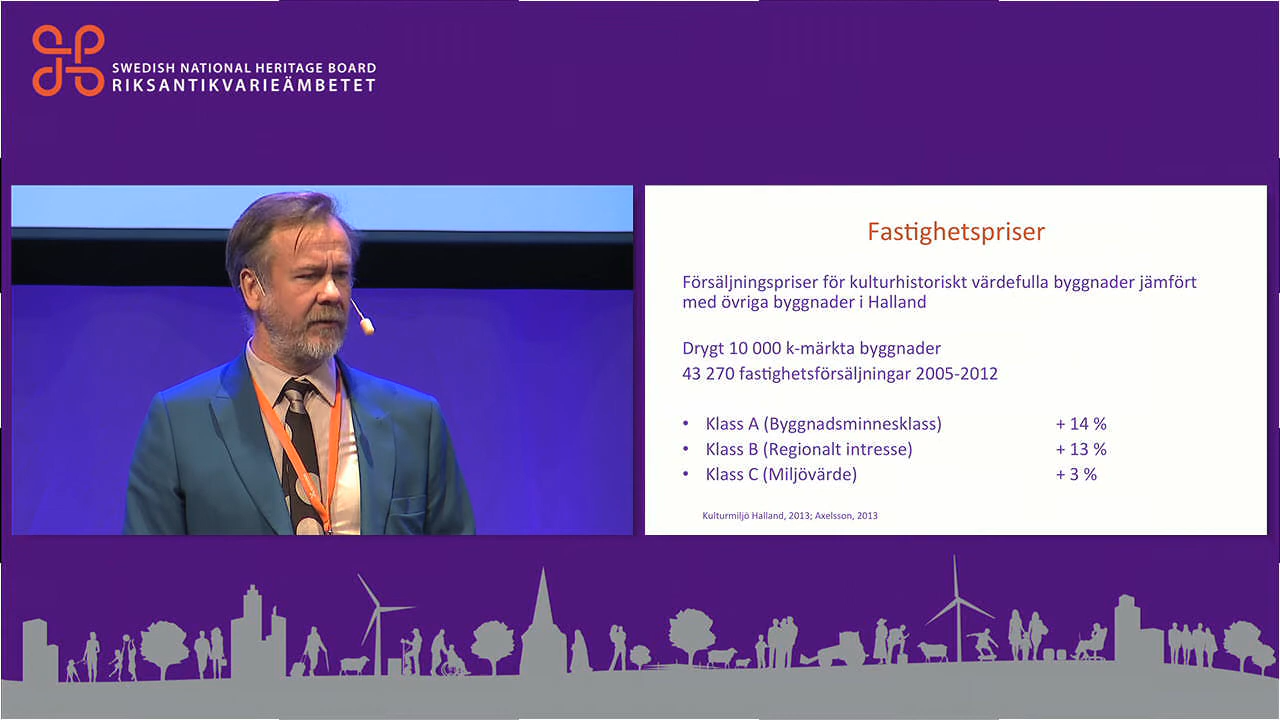 SWEDISH NATIONAL HERITAGE BOARD
RIKSANTIKVARIEÄMBETET
Fastighetspriser
Försäljningspriser för kulturhistoriskt värdefulla byggnader jämfört
med övriga byggnader i Halland
Drygt 10 000 k-märkta byggnader
43 270 fastighetsförsäljningar 2005-2012
• Klass A (Byggnadsminnesklass) + 14 %
• Klass B (Regionalt intresse) + 13 %
• Klass C (Miljövärde) + 3 %
Kulturmiljö Halland, 2013; Axelsson, 2013